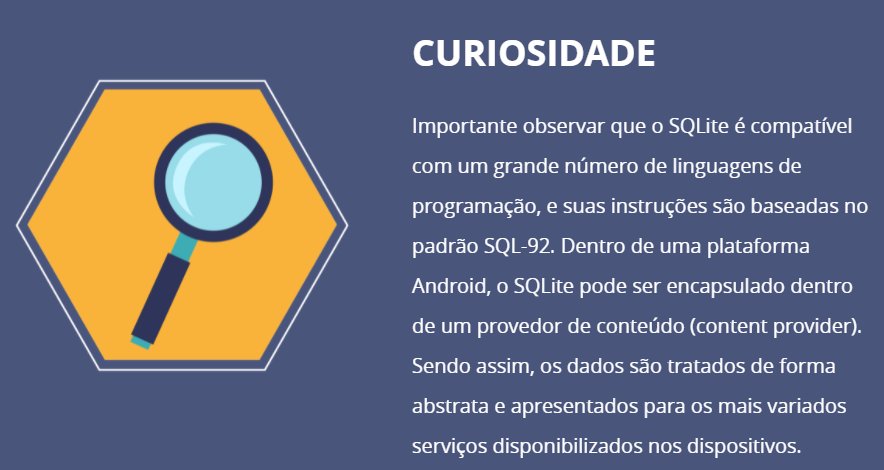 CURIOSIDADE
Importante observar que o SQLite é compatível
com um grande número de linguagens de
programação, e suas instruções são baseadas no
padrão SQL-92. Dentro de uma plataforma
Android, o SQLite pode ser encapsulado dentro
de um provedor de conteúdo (content provider).
Sendo assim, os dados são tratados de forma
abstrata e apresentados para os mais variados
serviços disponibilizados nos dispositivos.